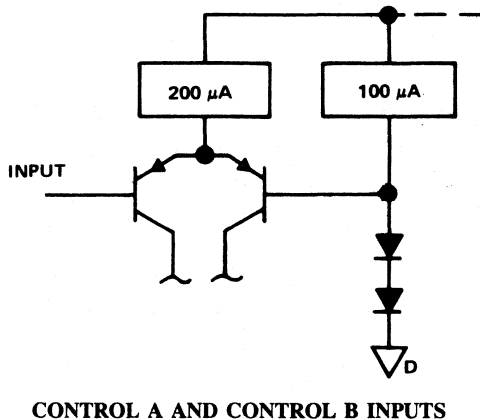 200 μA
100 μA
INPUT
D
CONTROL A AND CONTROL B INPUTS